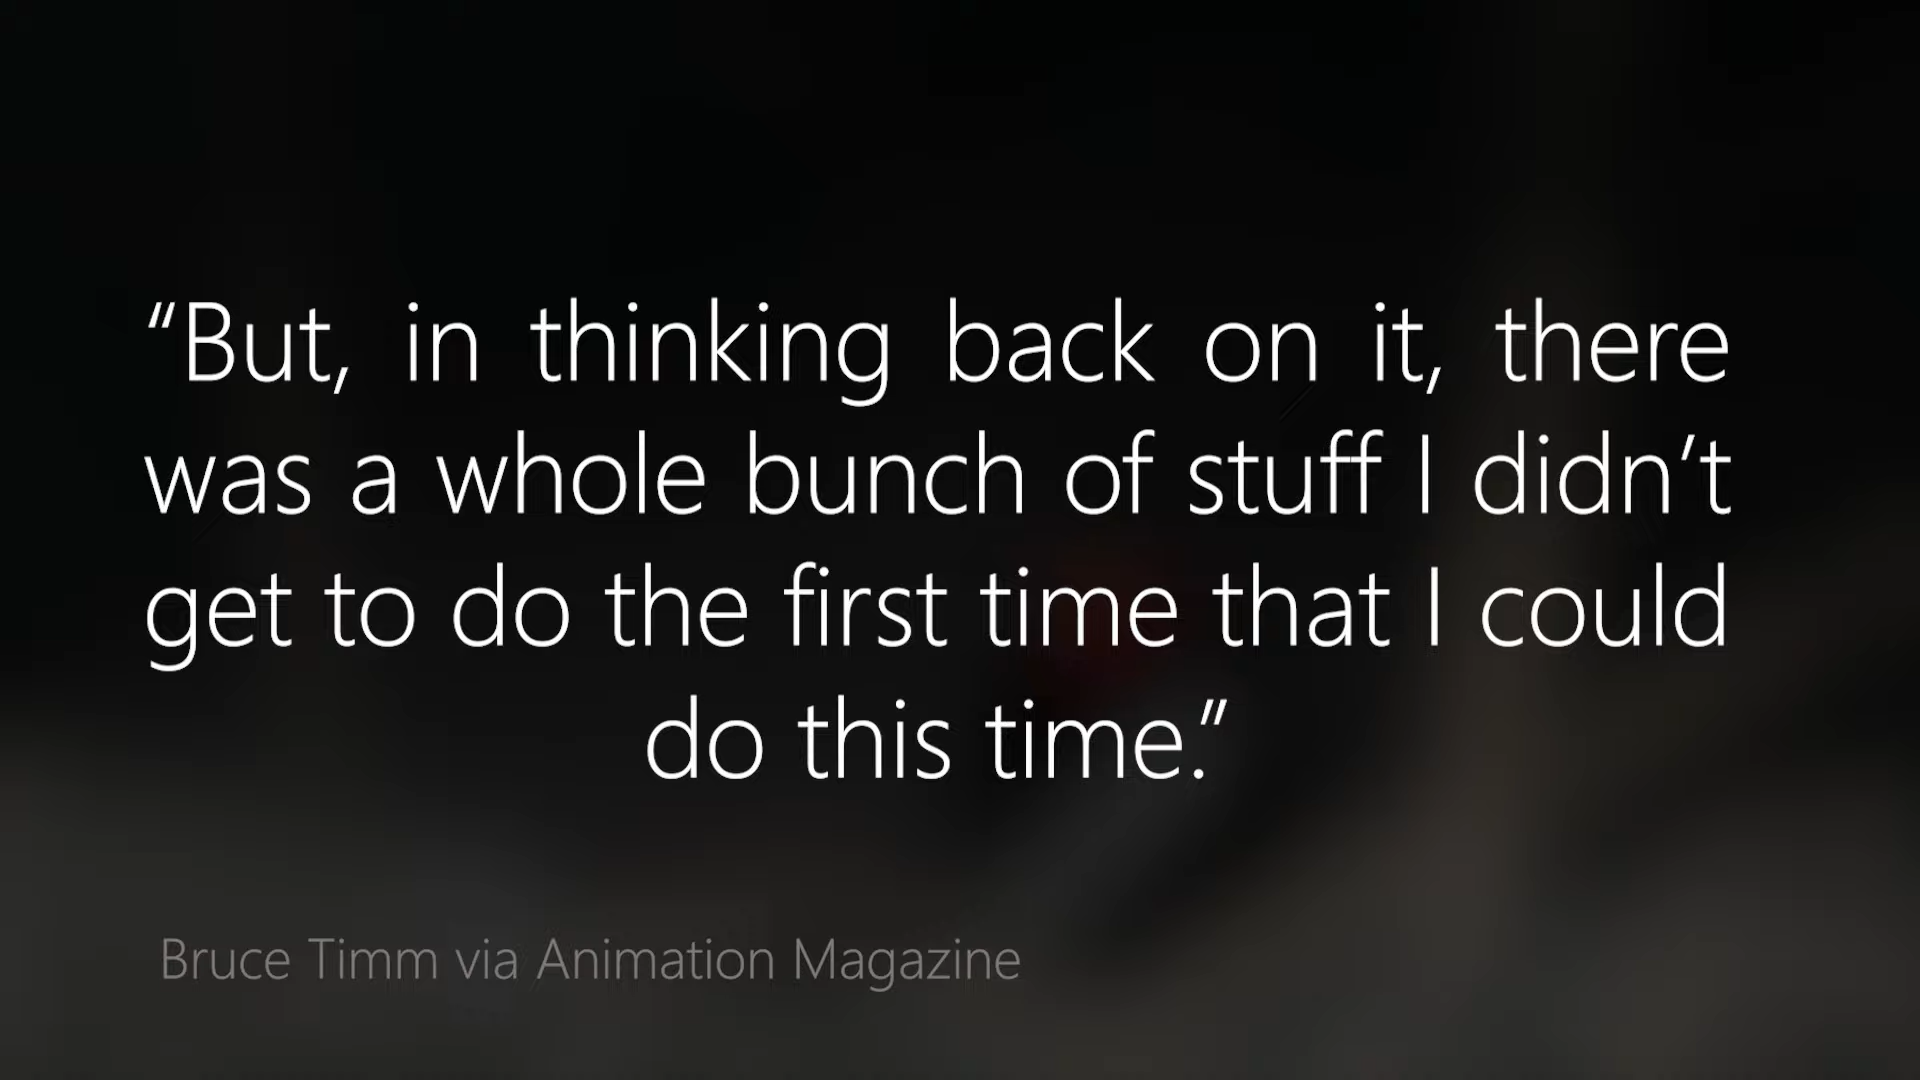 “But, in thinking back on it, there
was a whole bunch of stuff I didn’t
get to do the first time that I could
do this time.”
Bruce Timm via Animation Magazine